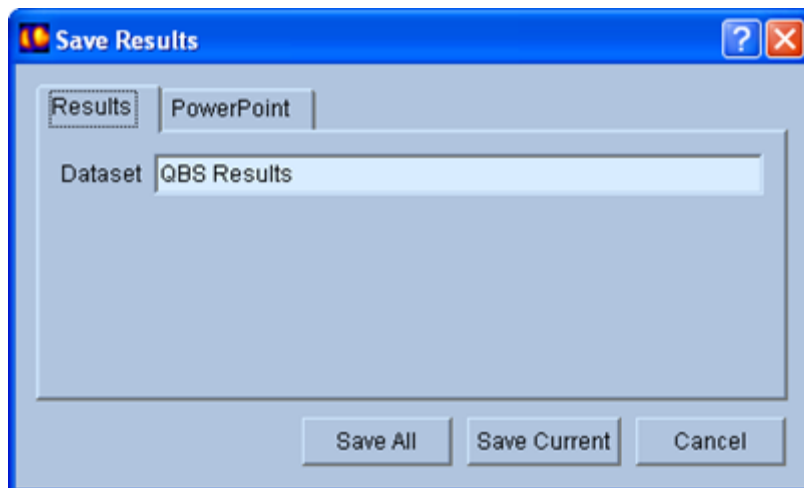 Save Results
?
Results PowerPoint
Dataset QBS Results
Save All Save Current Cancel